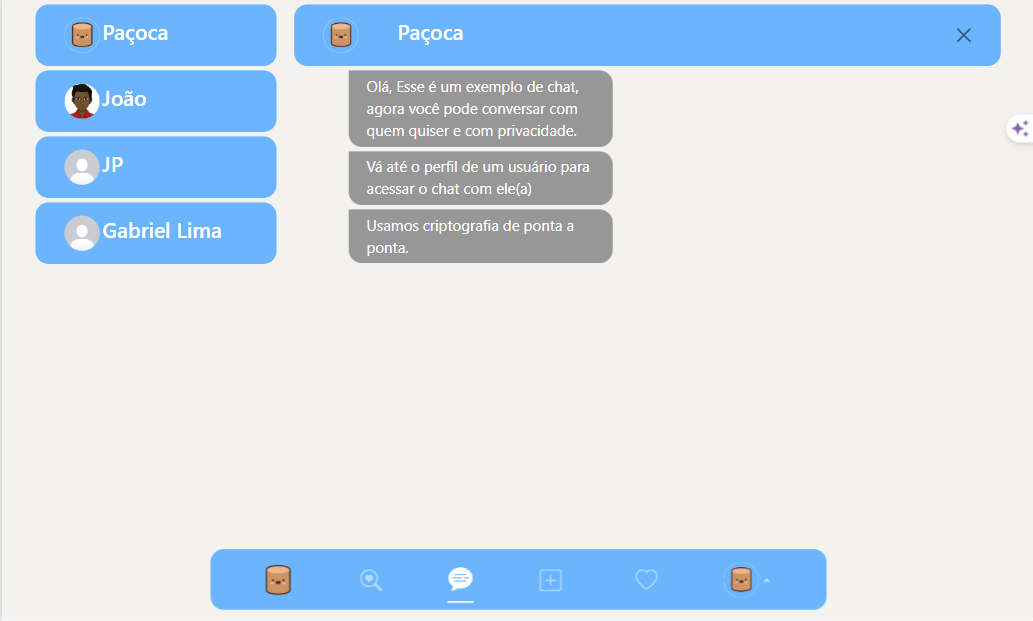 Paçoca
João
JP
Gabriel Lima
Paçoca
Olá, Esse é um exemplo de chat,
agora você pode conversar com
quem quiser e com privacidade.
Vá até o perfil de um usuário para
acessar o chat com ele(a)
Usamos criptografia de ponta a
ponta.